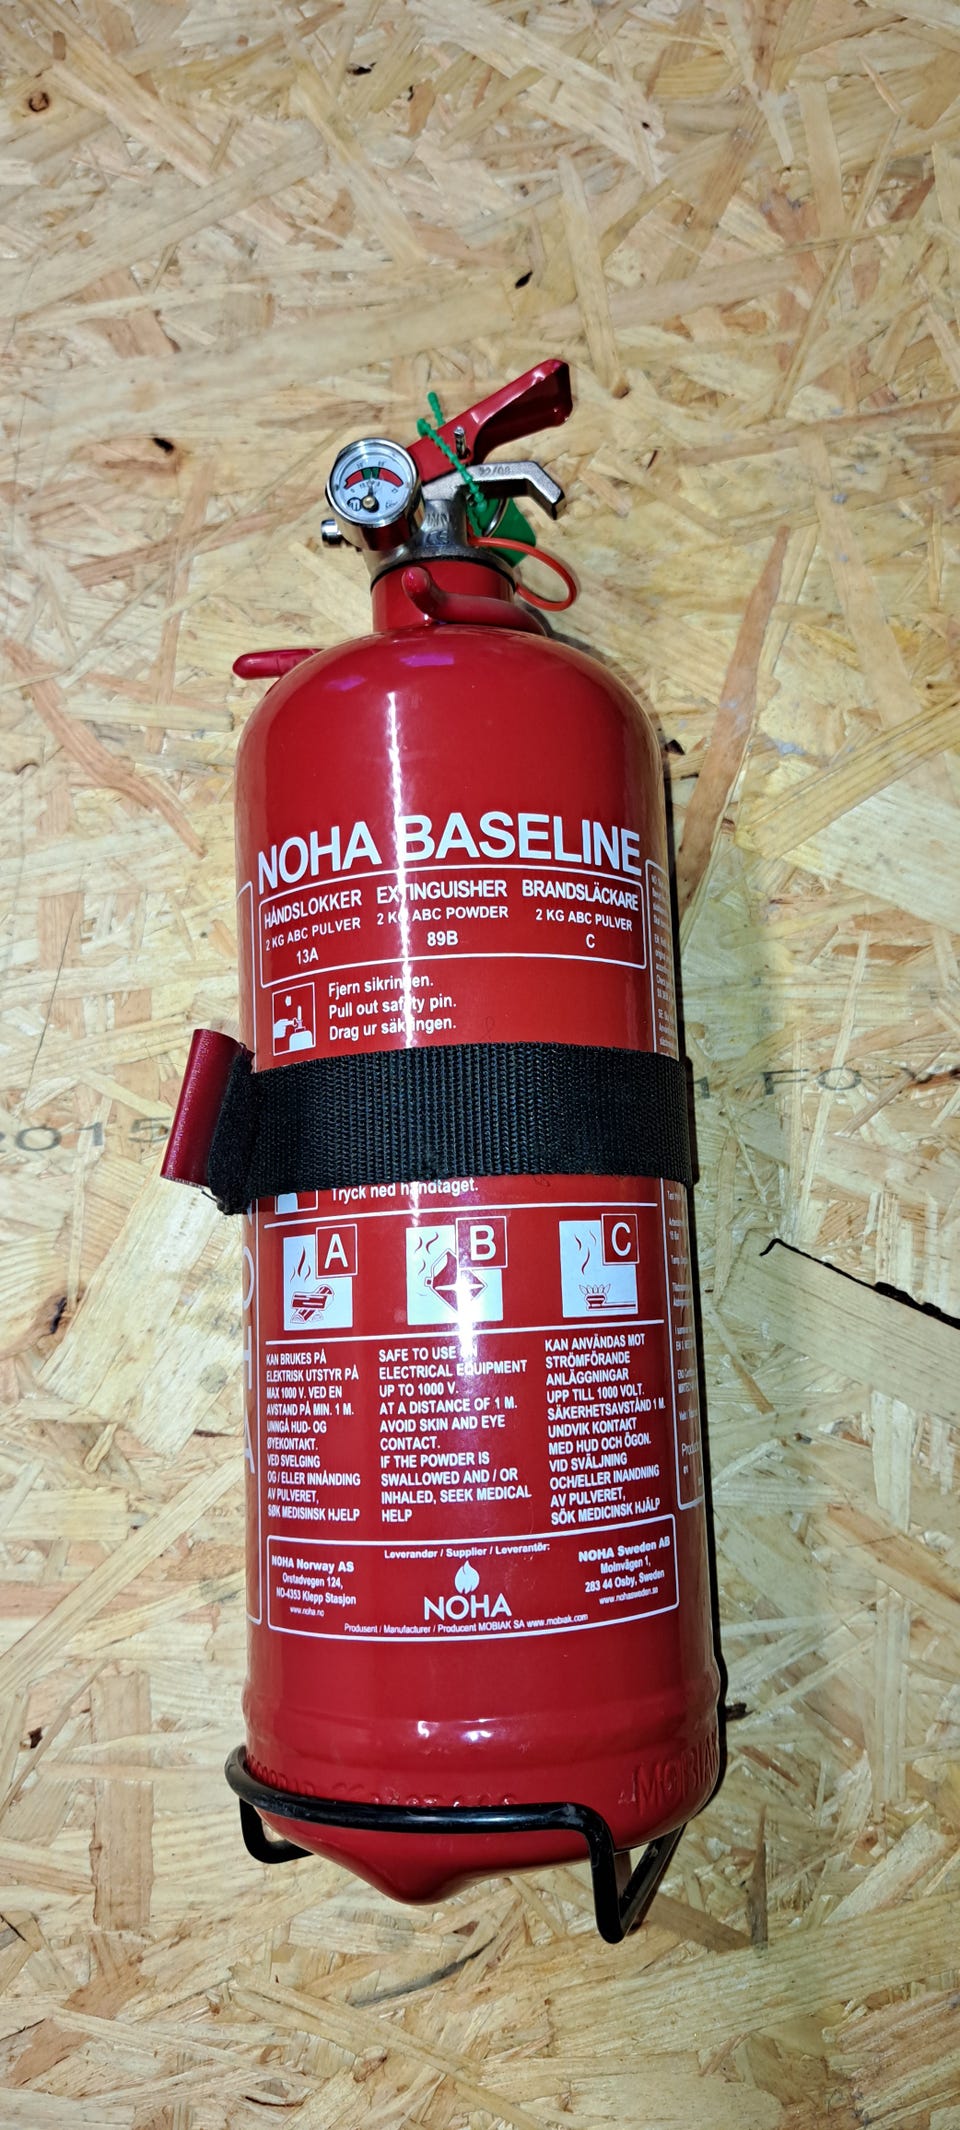 22/08
NOHA BASELINE
HÅNDSLOKKER
2 KG ABC PULVER
13A
EXTINGUISHER
2 KG ABC POWDER
89B
BRANDSLÄCKARE
2 KG ABC PULVER
C
Fjern sikringen.
Pull out safety pin.
Drag ur säkringen.
Tryck ned handtaget.
A
B
C
KAN BRUKES PÅ
ELEKTRISK UTSTYR PÅ
MAX 1000 V. VED EN
AVSTAND PÅ MIN. 1 M.
UNNGÅ HUD- OG
ØYEKONTAKT.
VED SVELGING
OG / ELLER INNÅNDING
AV PULVERET,
SØK MEDISINSK HJELP
SAFE TO USE ON
ELECTRICAL EQUIPMENT
UP TO 1000 V.
AT A DISTANCE OF 1 M.
AVOID SKIN AND EYE
CONTACT.
IF THE POWDER IS
SWALLOWED AND / OR
INHALED, SEEK MEDICAL
HELP
KAN ANVÄNDAS MOT
STRÖMFÖRANDE
ANLÄGGNINGAR
UPP TILL 1000 VOLT.
SÄKERHETSAVSTÅND 1 M.
UNDVIK KONTAKT
MED HUD OCH ÖGON.
VID SVÄLJNING
OCH/ELLER INANDNING
AV PULVERET,
SÖK MEDICINSK HJÄLP
NOHA Norway AS
Orstadvegen 124,
NO-4353 Klepp Stasjon
www.noha.no
Leverandør / Supplier / Leverantör:
NOHA
NOHA Sweden AB
Molnvägen 1,
283 44 Osby, Sweden
www.nohasweden.se
Produsent / Manufacturer / Producent MOBIAK SA www.mobiak.com
MOBIAK